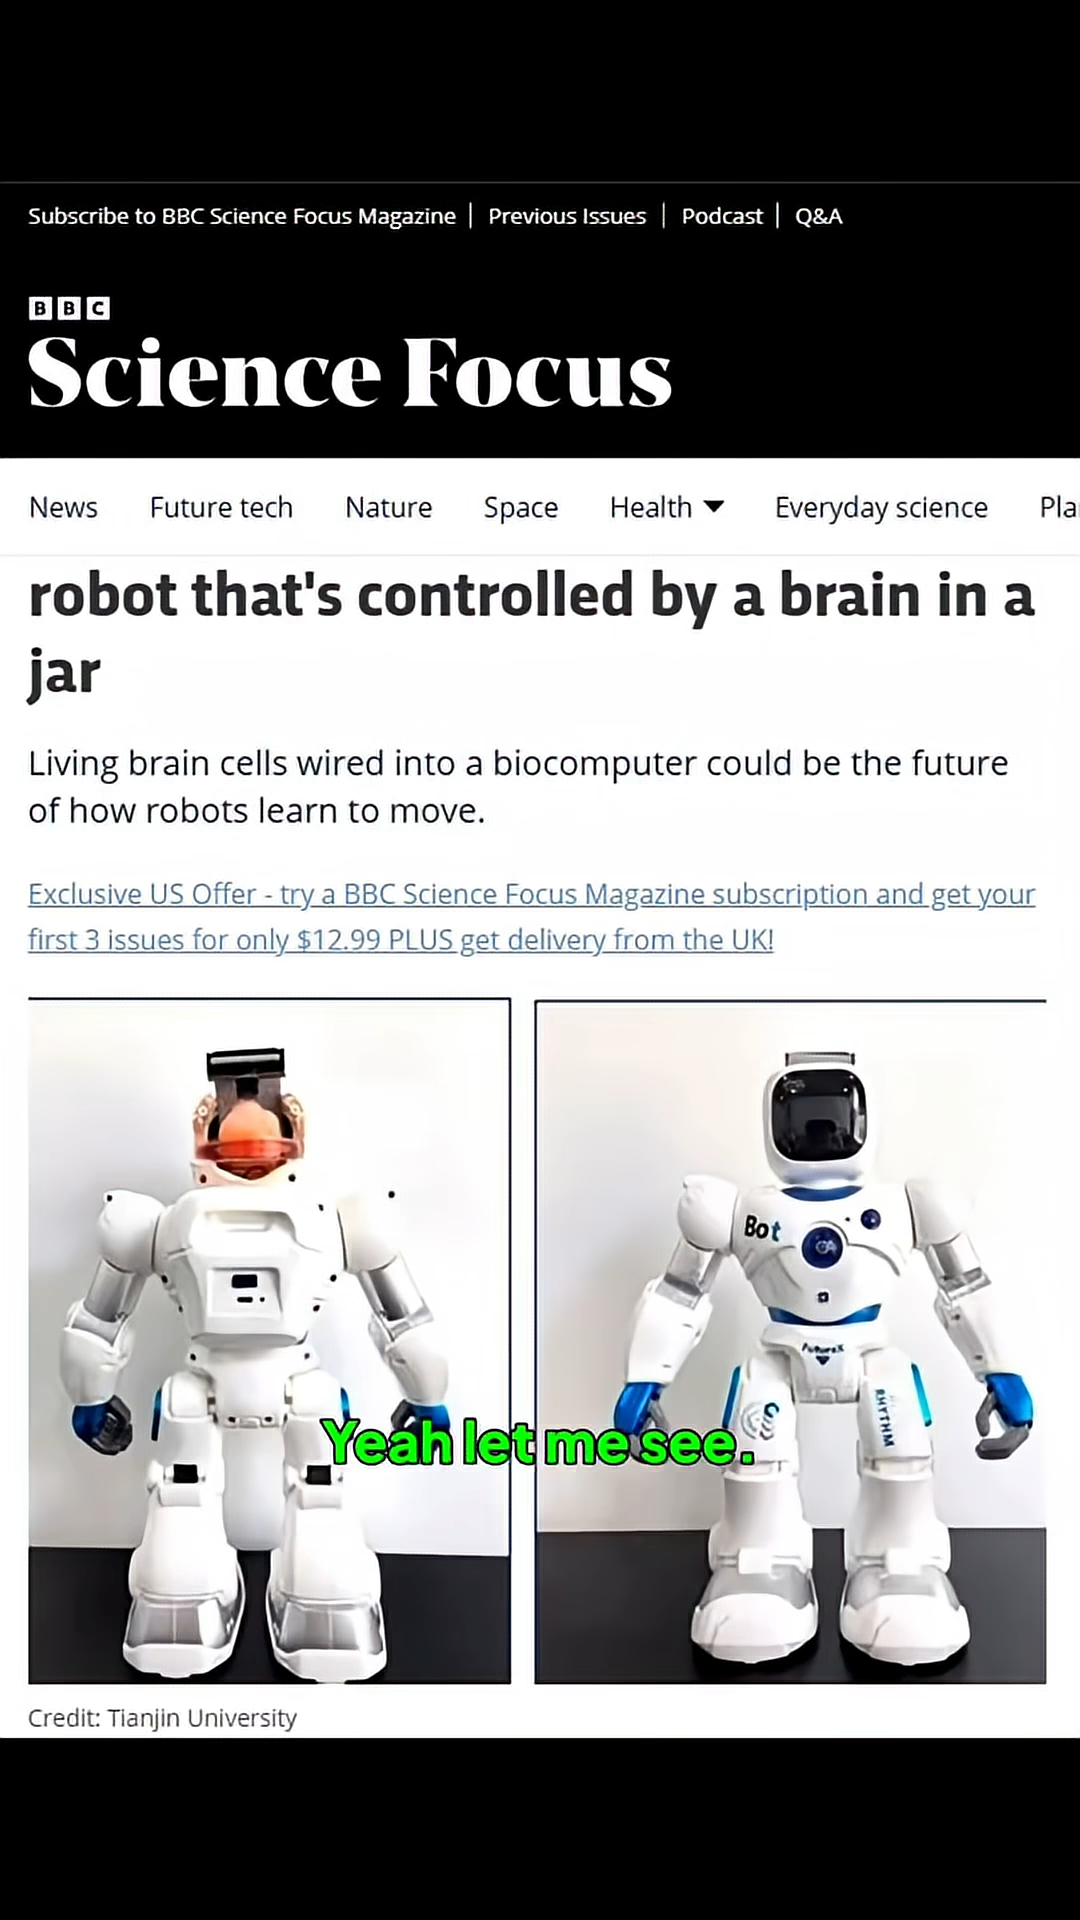 Subscribe to BBC Science Focus Magazine | Previous Issues | Podcast | Q&A
BBC
Science Focus
News Future tech Nature Space Health Everyday science Pla
robot that's controlled by a brain in a
jar
Living brain cells wired into a biocomputer could be the future
of how robots learn to move.
Exclusive US Offer - try a BBC Science Focus Magazine subscription and get your
first 3 issues for only $12.99 PLUS get delivery from the UK!
Bot
RHYTHM
Yeah let me see.
Credit: Tianjin University